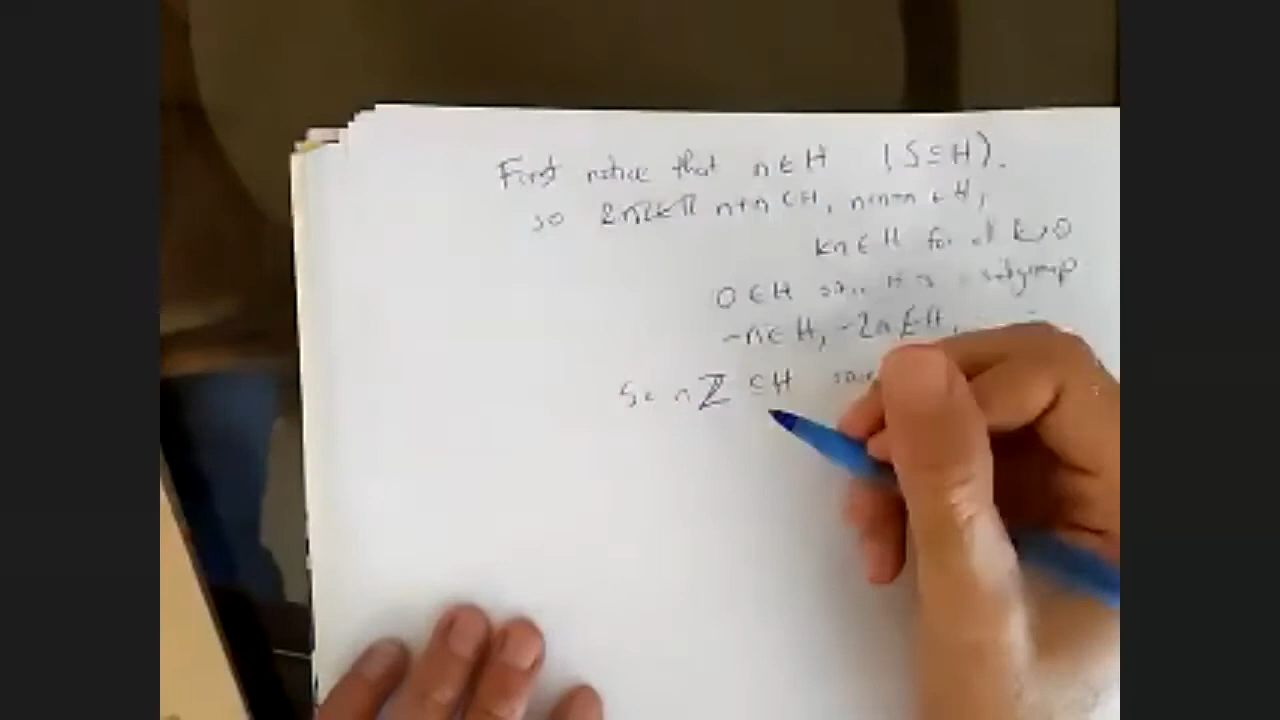 First notice that n ∈ H (S ⊆ H).
so n+n ∈ H, n+n+n ∈ H,
kn ∈ H for all k>0
0 ∈ H since H is a subgroup
-n ∈ H, -2n ∈ H,
So nℤ ⊆ H